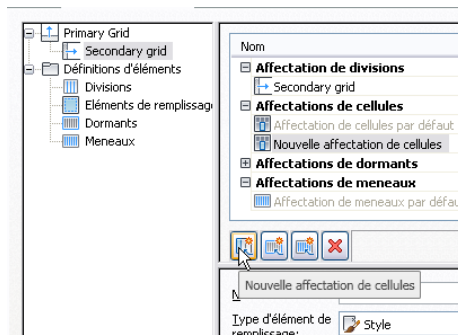 Primary Grid
Secondary grid
Définitions d'éléments
Divisions
Eléments de remplissag
Dormants
Meneaux
Nom
Affectation de divisions
Secondary grid
Affectations de cellules
Affectation de cellules par défaut
Nouvelle affectation de cellules
Affectations de dormants
Affectations de meneaux
Affectation de meneaux par défau
Nouvelle affectation de cellules
N
Type d'élément de
remplissage:
Style